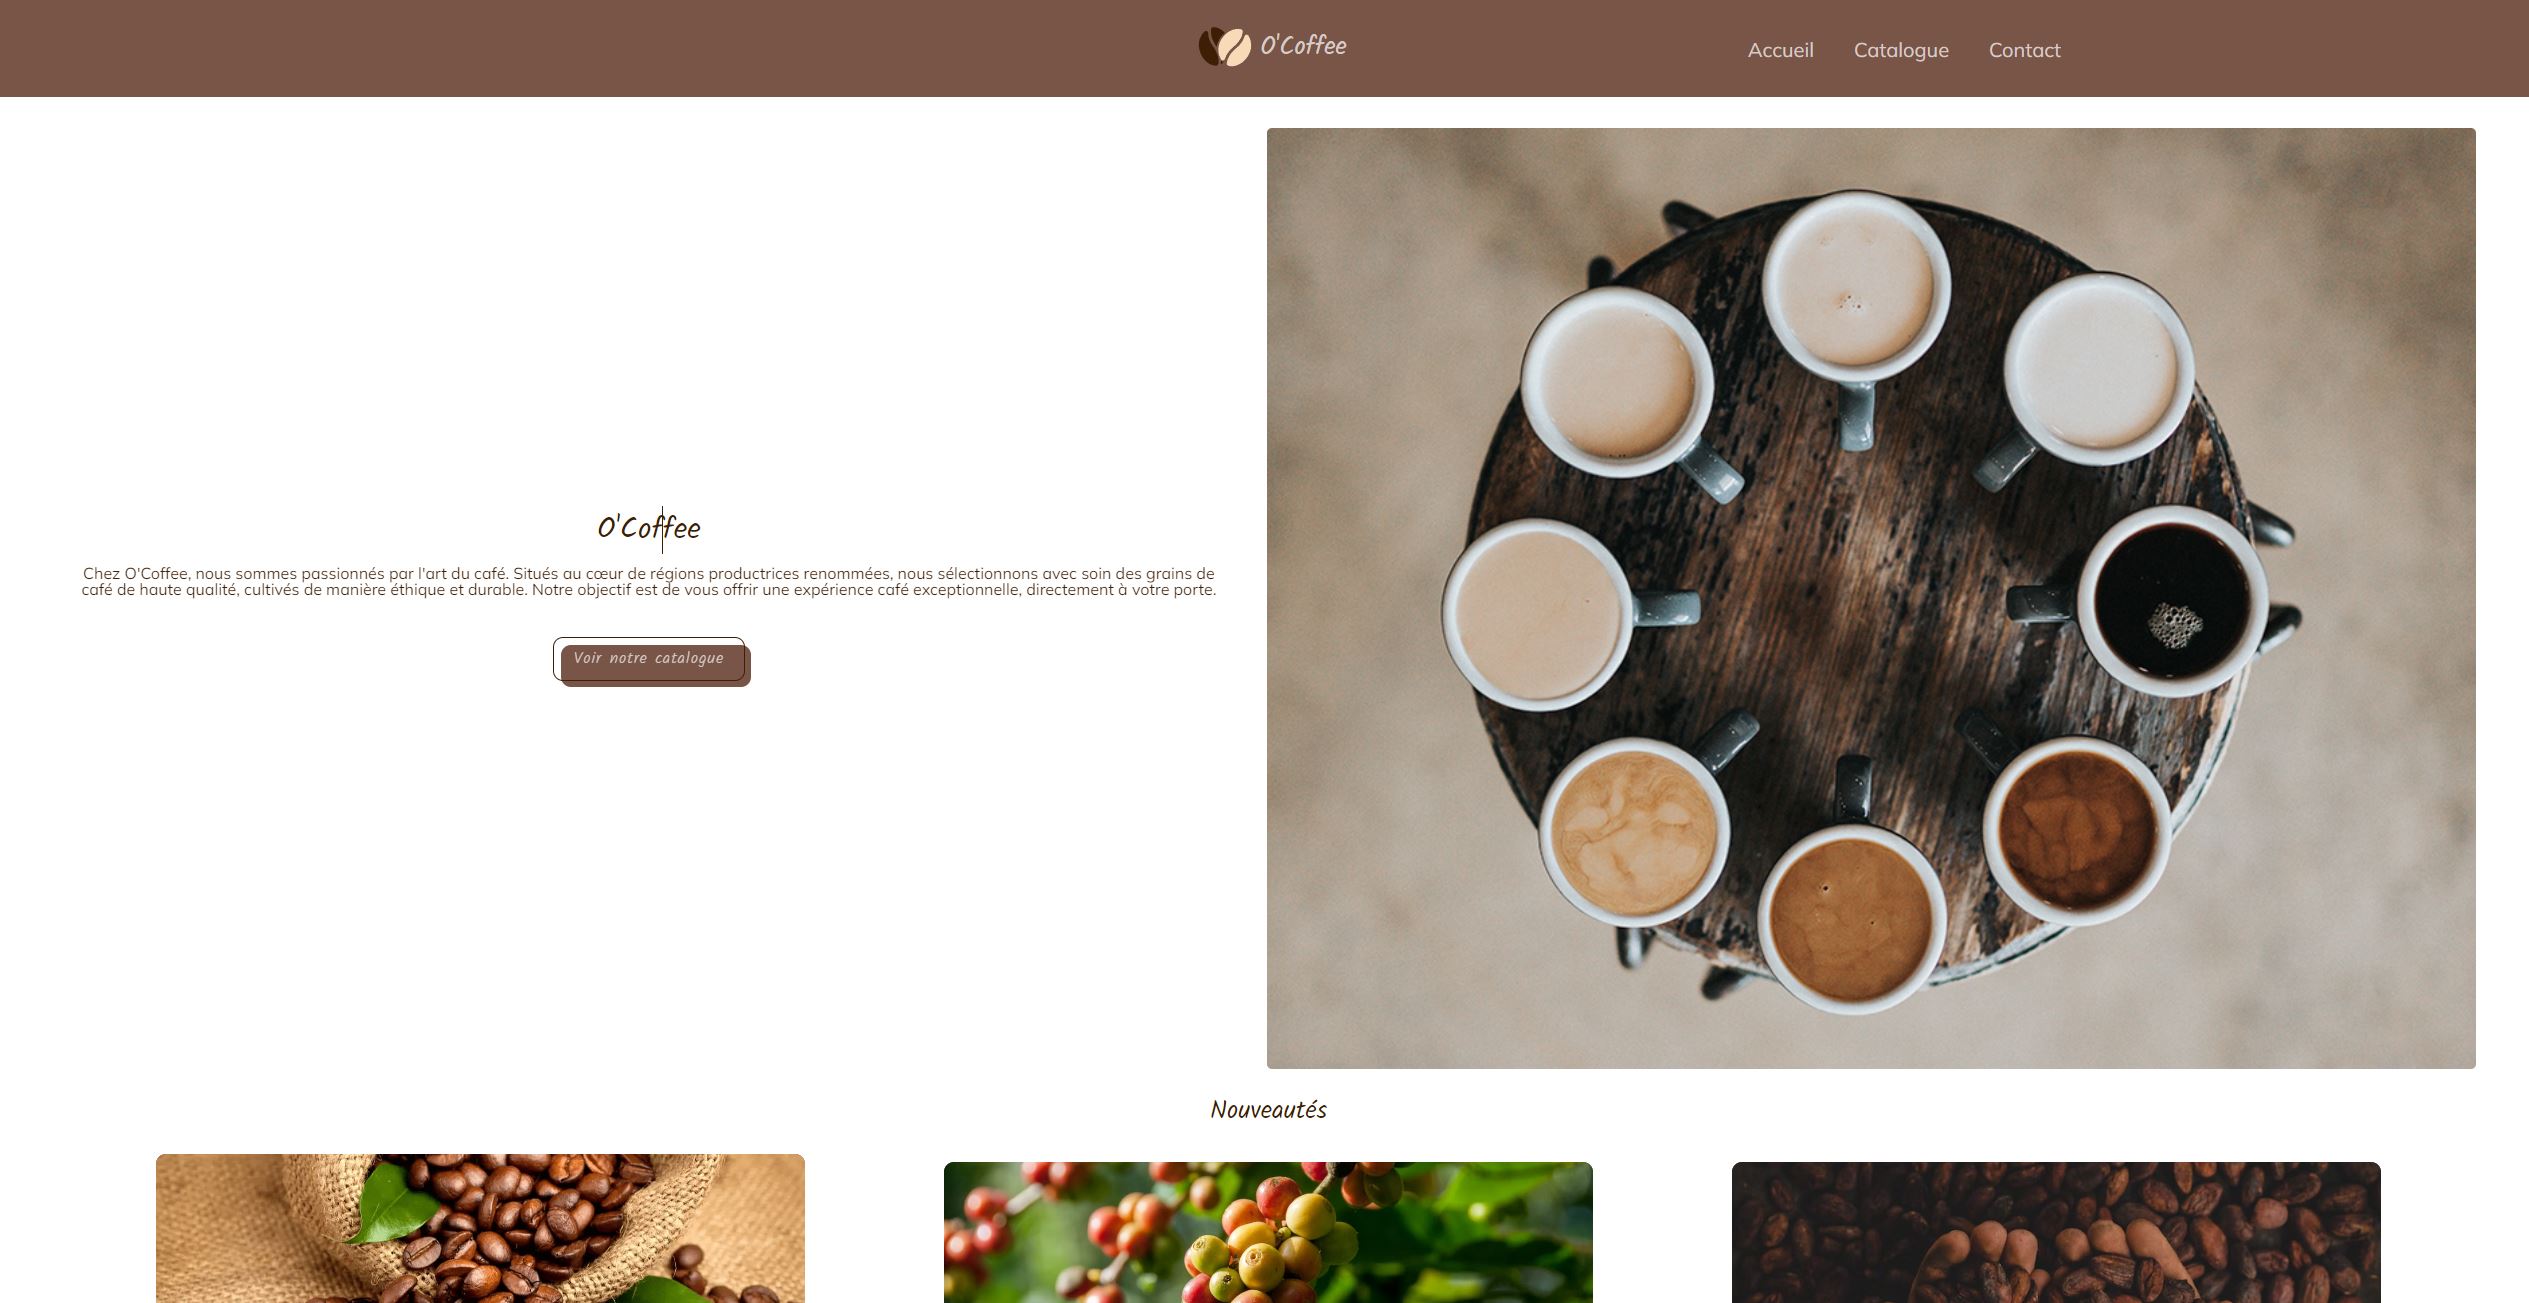 O'Coffee
Accueil Catalogue Contact
O'Coffee
Chez O'Coffee, nous sommes passionnés par l'art du café. Situés au cœur de régions productrices renommées, nous sélectionnons avec soin des grains de
café de haute qualité, cultivés de manière éthique et durable. Notre objectif est de vous offrir une expérience café exceptionnelle, directement à votre porte.
Voir notre catalogue
Nouveautés